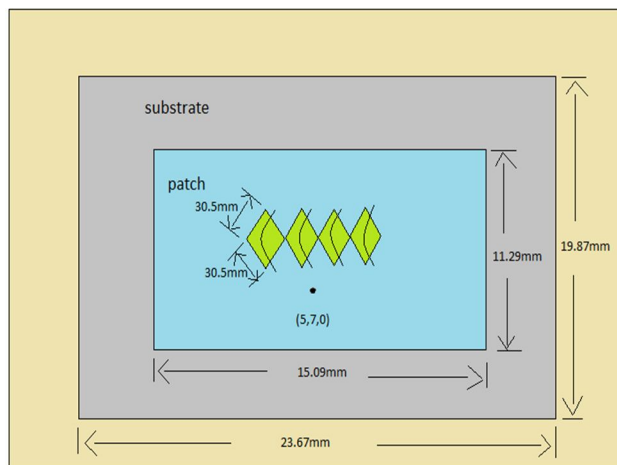 substrate
patch
30.5mm
30.5mm
(5,7,0)
11.29mm
19.87mm
15.09mm
23.67mm